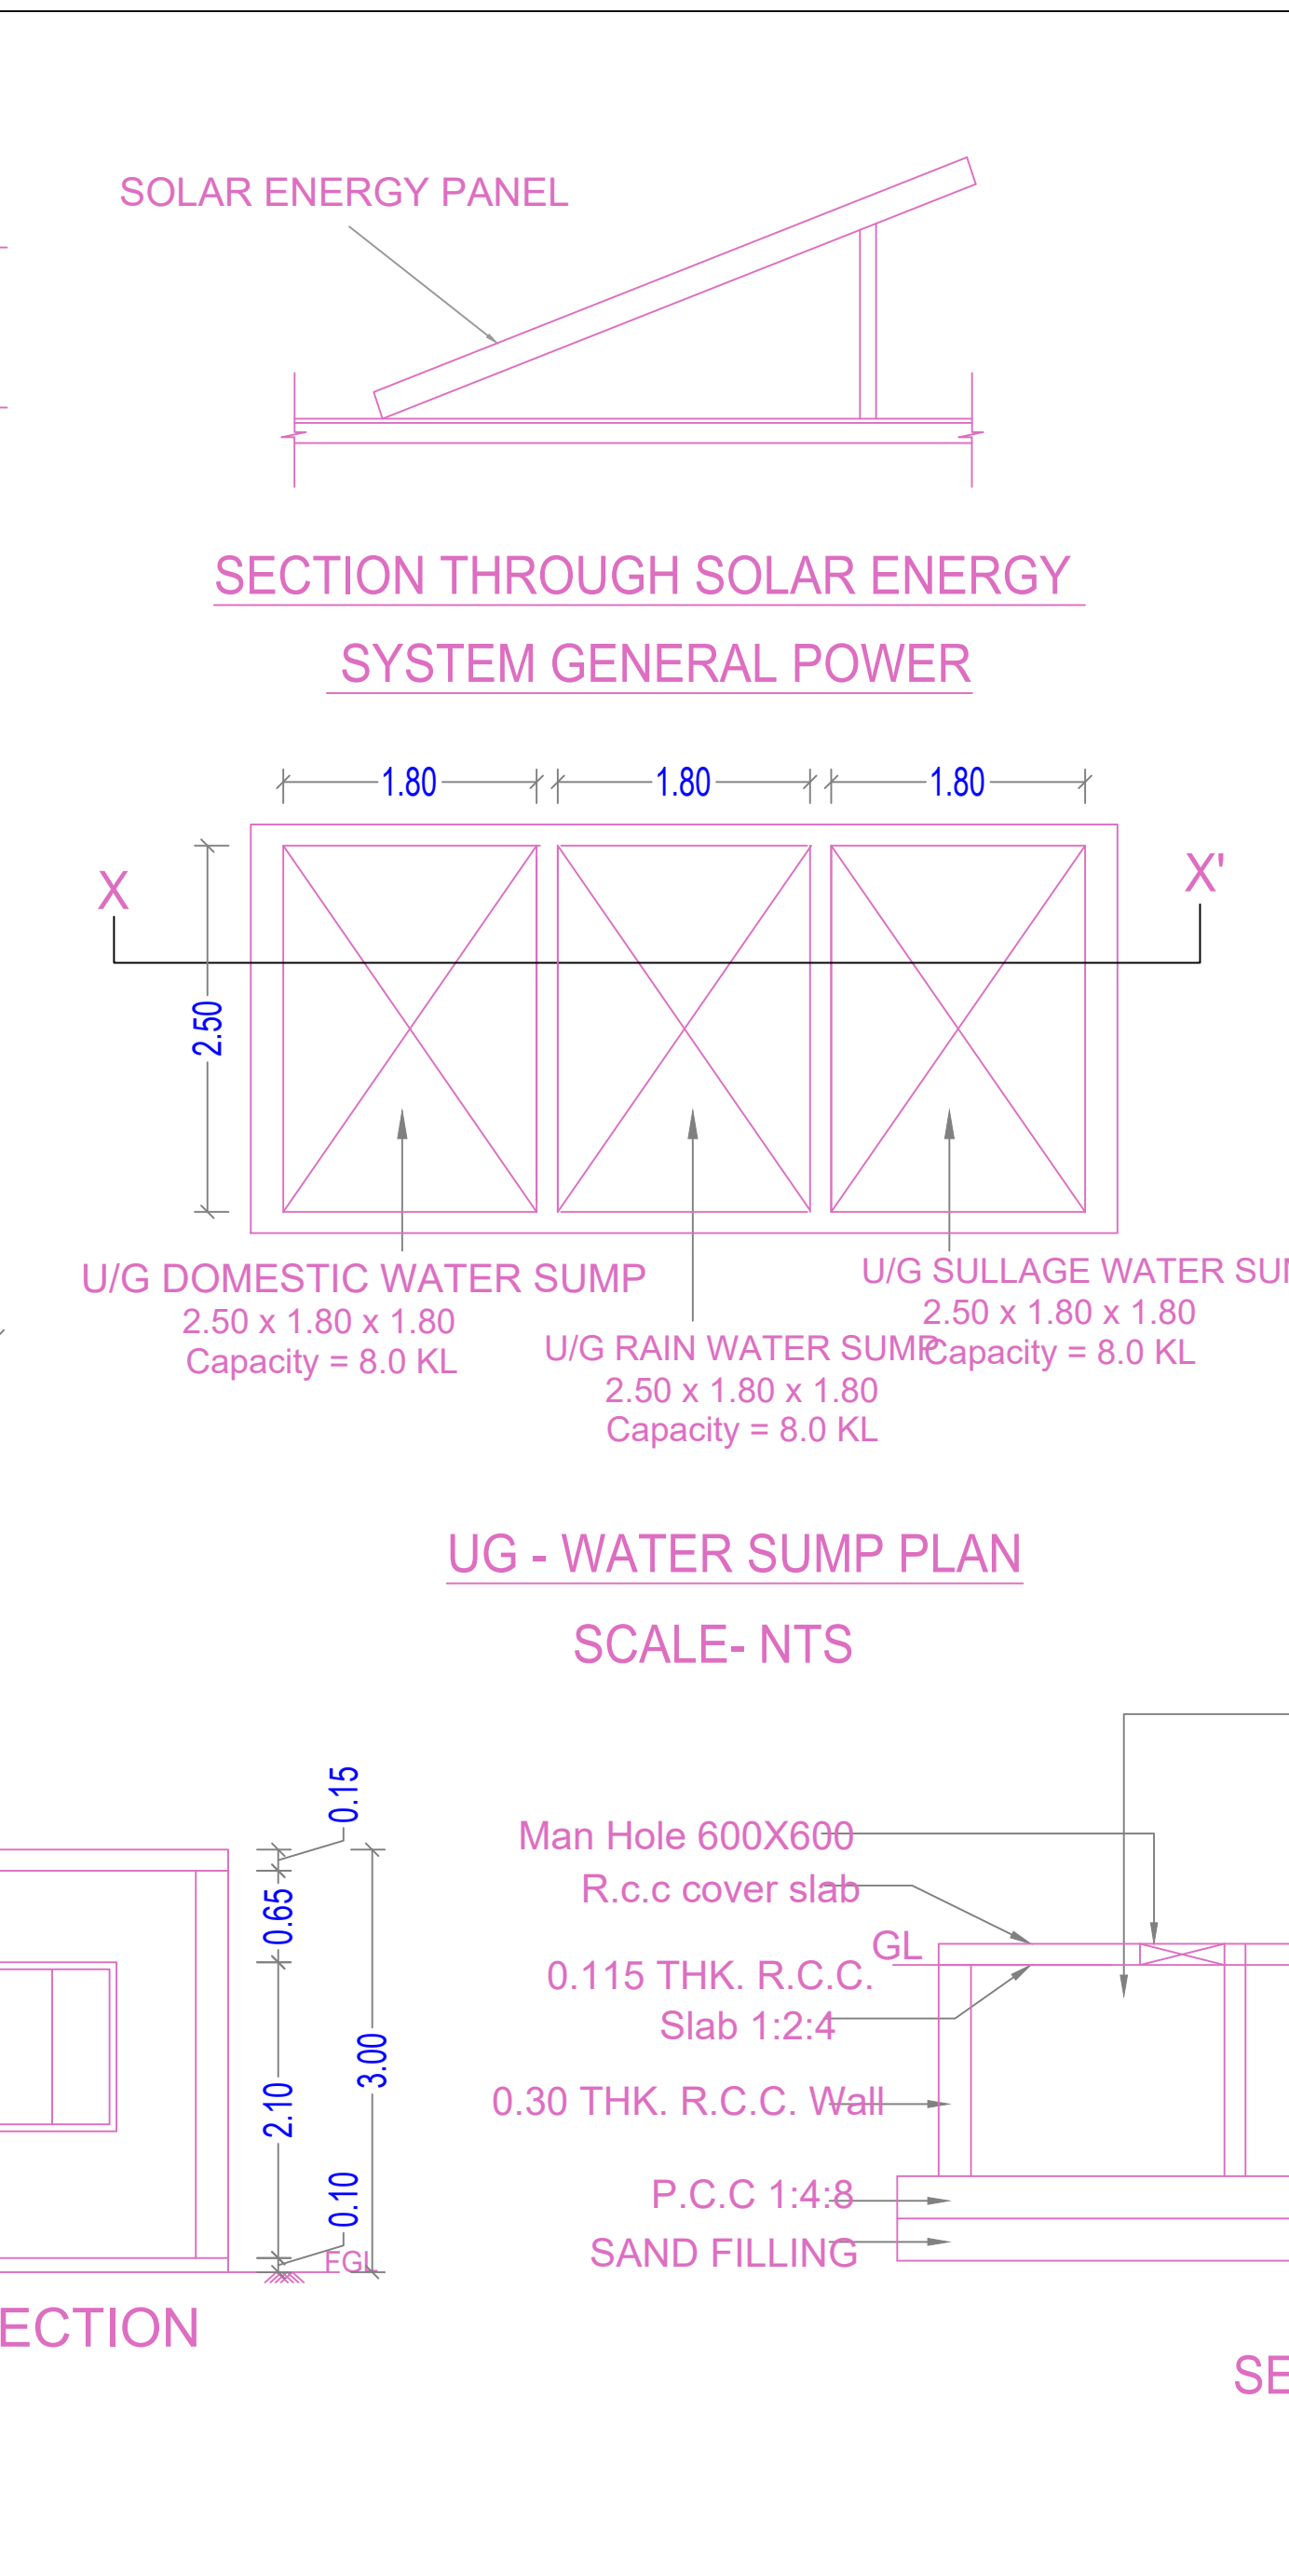 SOLAR ENERGY PANEL
SECTION THROUGH SOLAR ENERGY
SYSTEM GENERAL POWER
1.80
1.80
1.80
X
X'
2.50
U/G DOMESTIC WATER SUMP
2.50 x 1.80 x 1.80
Capacity = 8.0 KL
U/G RAIN WATER SUMP
2.50 x 1.80 x 1.80
Capacity = 8.0 KL
U/G SULLAGE WATER SUM
2.50 x 1.80 x 1.80
Capacity = 8.0 KL
UG - WATER SUMP PLAN
SCALE- NTS
0.15
0.65
3.00
2.10
0.10
FGL
ECTION
Man Hole 600X600
R.c.c cover slab
GL
0.115 THK. R.C.C.
Slab 1:2:4
0.30 THK. R.C.C. Wall
P.C.C 1:4:8
SAND FILLING
SE